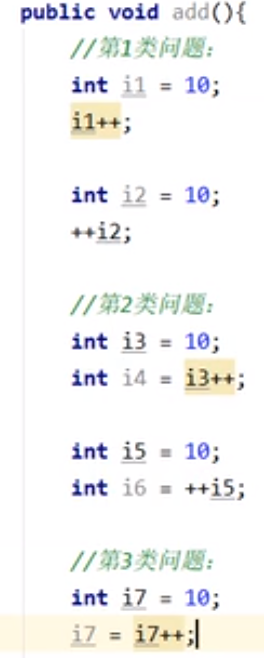 public void add(){
//第1类问题:
int i1 = 10;
i1++;
int i2 = 10;
++i2;
//第2类问题:
int i3 = 10;
int i4 = i3++;
int i5 = 10;
int i6 = ++i5;
//第3类问题:
int i7 = 10;
i7 = i7++;